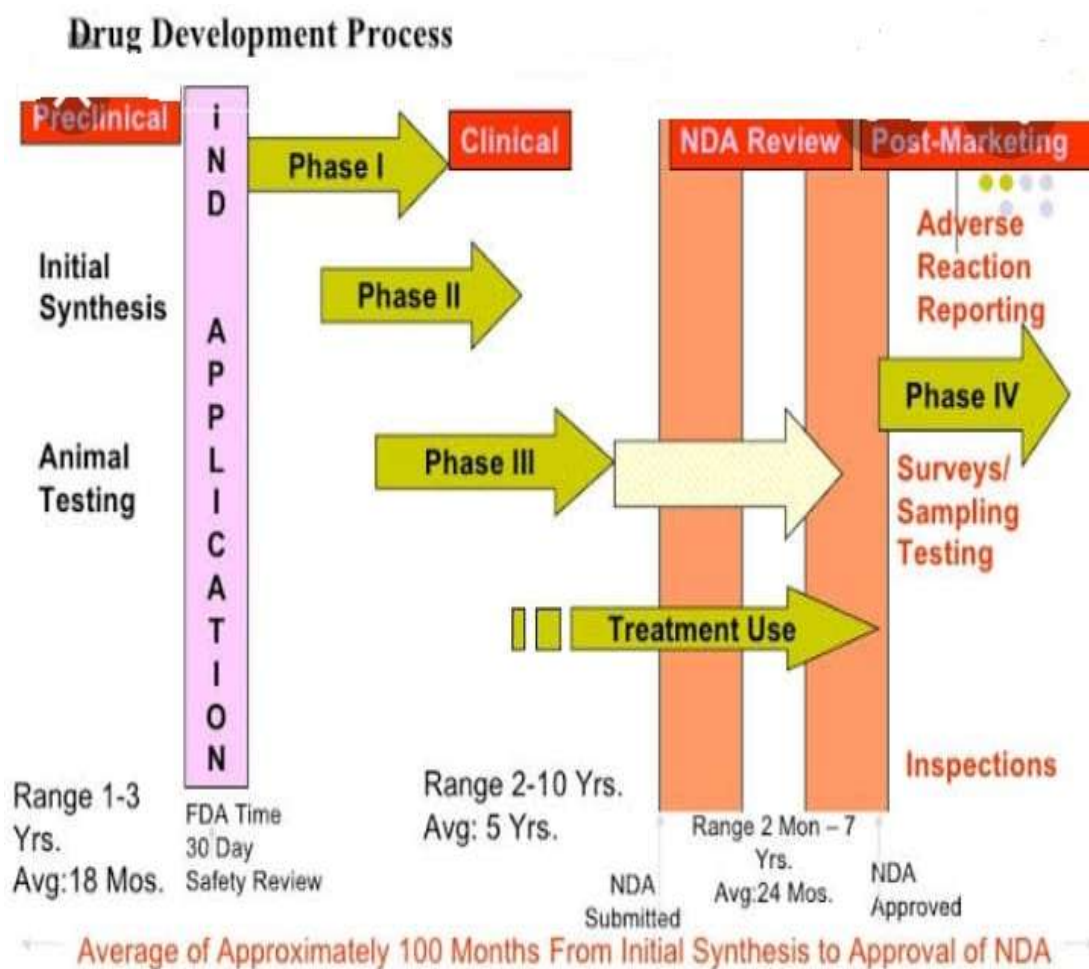 Drug Development Process
Preclinical
iND APPLICATION
Phase I
Clinical
NDA Review
Post-Marketing
Initial
Synthesis
Phase II
Adverse
Reaction
Reporting
Phase IV
Animal
Testing
Phase III
Surveys/
Sampling
Testing
Treatment Use
Inspections
Range 1-3
Yrs.
Avg:18 Mos.
FDA Time
30 Day
Safety Review
Range 2-10 Yrs.
Avg: 5 Yrs.
NDA
Submitted
Range 2 Mon – 7
Yrs.
Avg:24 Mos.
NDA
Approved
Average of Approximately 100 Months From Initial Synthesis to Approval of NDA